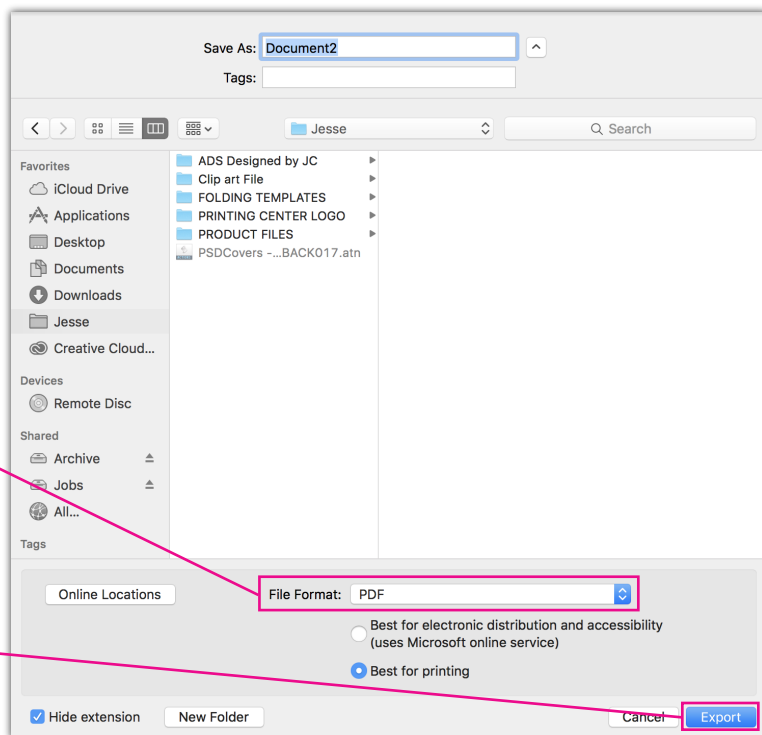 Save As: Document2
Tags:
Jesse
Search
Favorites
iCloud Drive
Applications
Desktop
Documents
Downloads
Jesse
Creative Cloud...
Devices
Remote Disc
Shared
Archive
Jobs
All...
Tags
ADS Designed by JC
Clip art File
FOLDING TEMPLATES
PRINTING CENTER LOGO
PRODUCT FILES
PSDCovers -...BACK017.atn
Online Locations
File Format: PDF
Best for electronic distribution and accessibility
(uses Microsoft online service)
Best for printing
Hide extension
New Folder
Cancel
Export